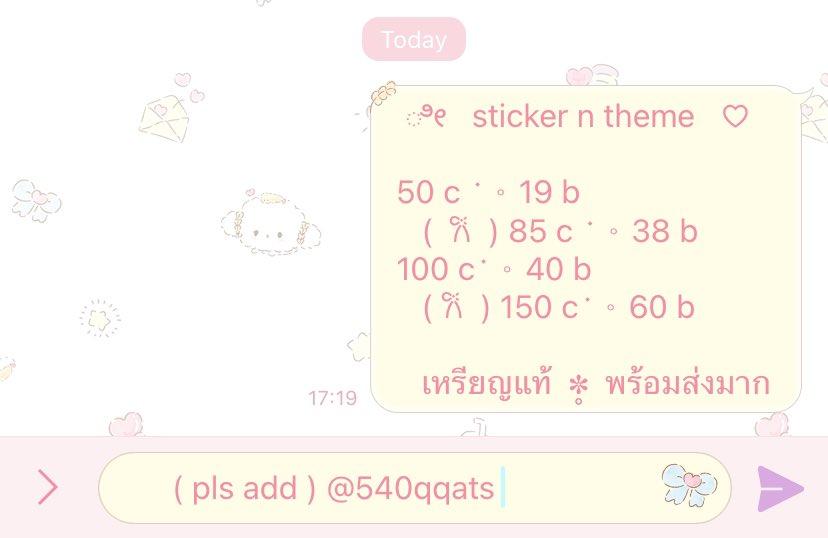 Today
ೃ୧ sticker n theme ♡
50 c ˙ ∘ 19 b
( 𐙚 ) 85 c ˙ ∘ 38 b
100 c ˙ ∘ 40 b
( 𐙚 ) 150 c ˙ ∘ 60 b
เหรียญแท้ ✻̥ พร้อมส่งมาก
17:19
( pls add ) @540qqats